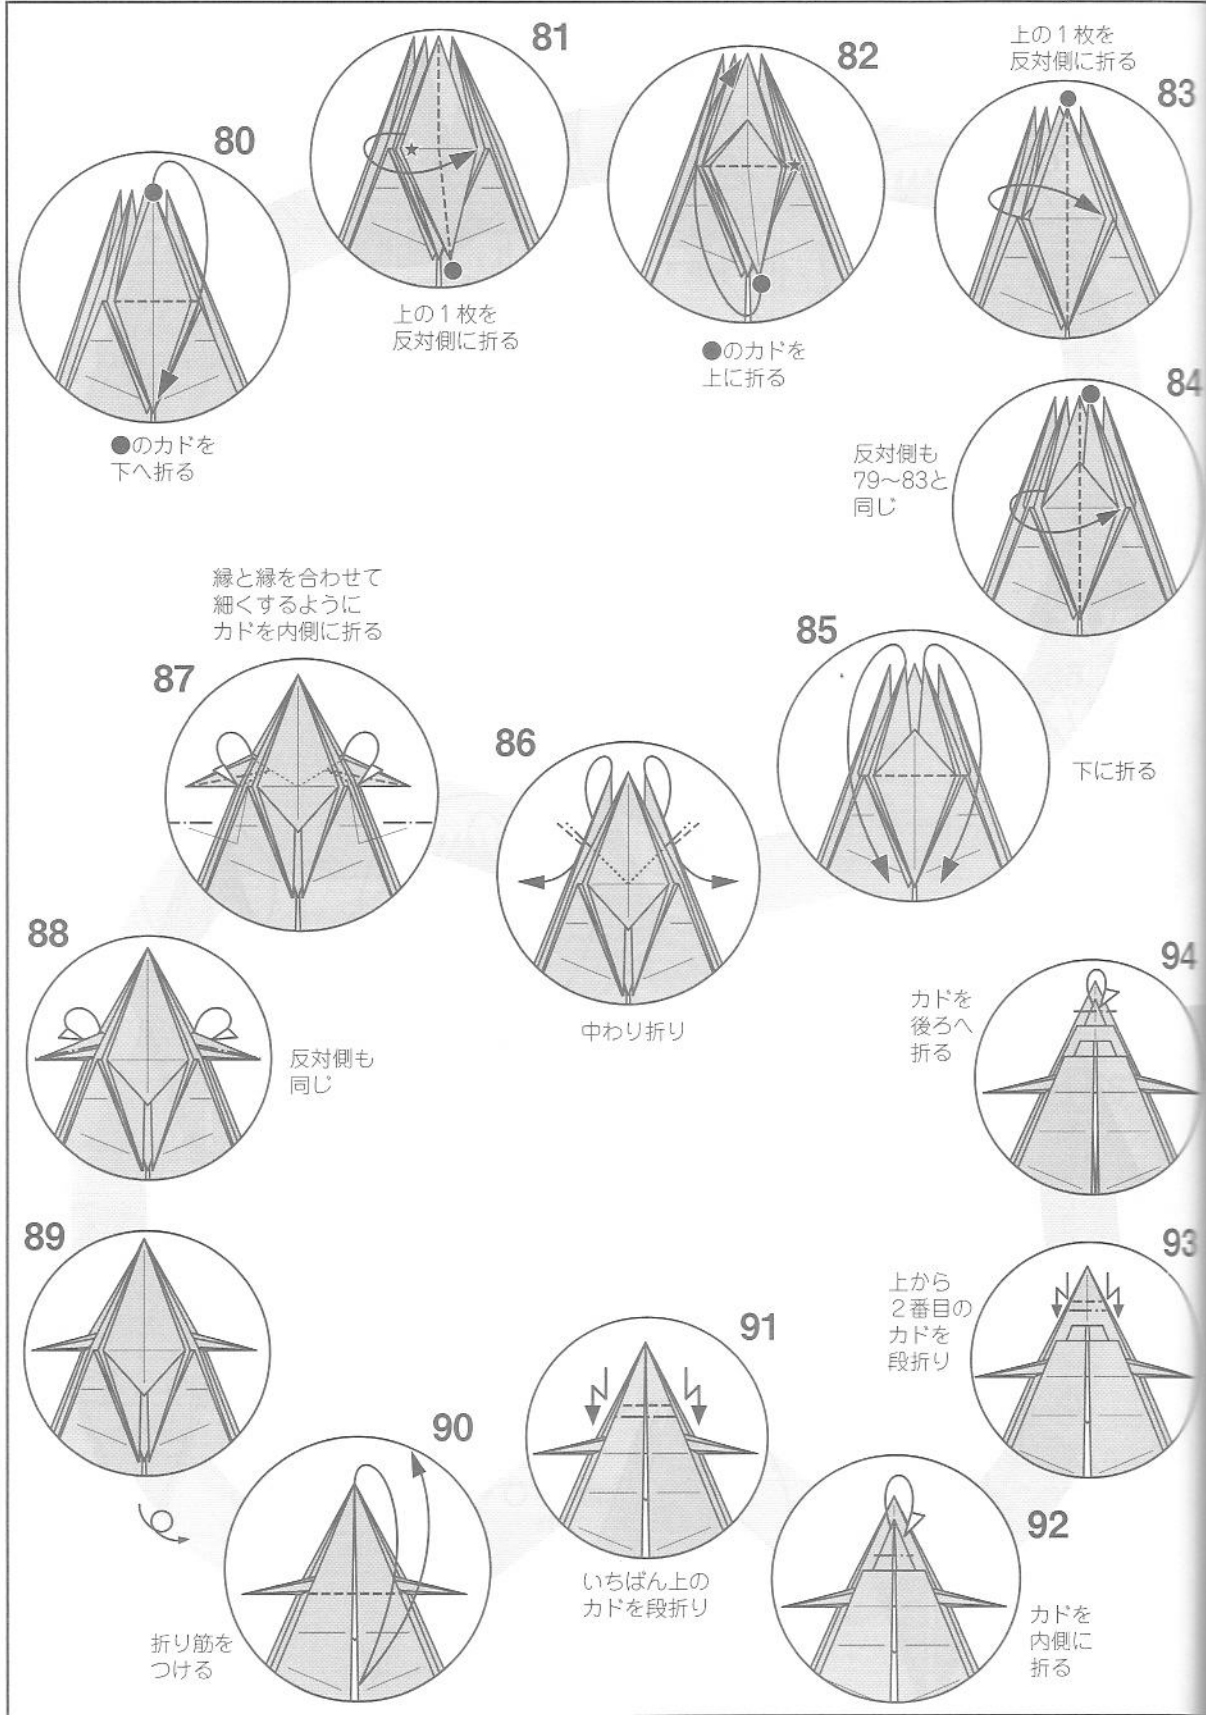 80
●のカドを
下へ折る
81
上の1枚を
反対側に折る
82
●のカドを
上に折る
上の1枚を
反対側に折る
83
84
反対側も
79〜83と
同じ
85
下に折る
86
中わり折り
縁と縁を合わせて
細くするように
カドを内側に折る
87
88
反対側も
同じ
89
90
折り筋を
つける
91
いちばん上の
カドを段折り
92
カドを
内側に
折る
93
上から
2番目の
カドを
段折り
94
カドを
後ろへ
折る